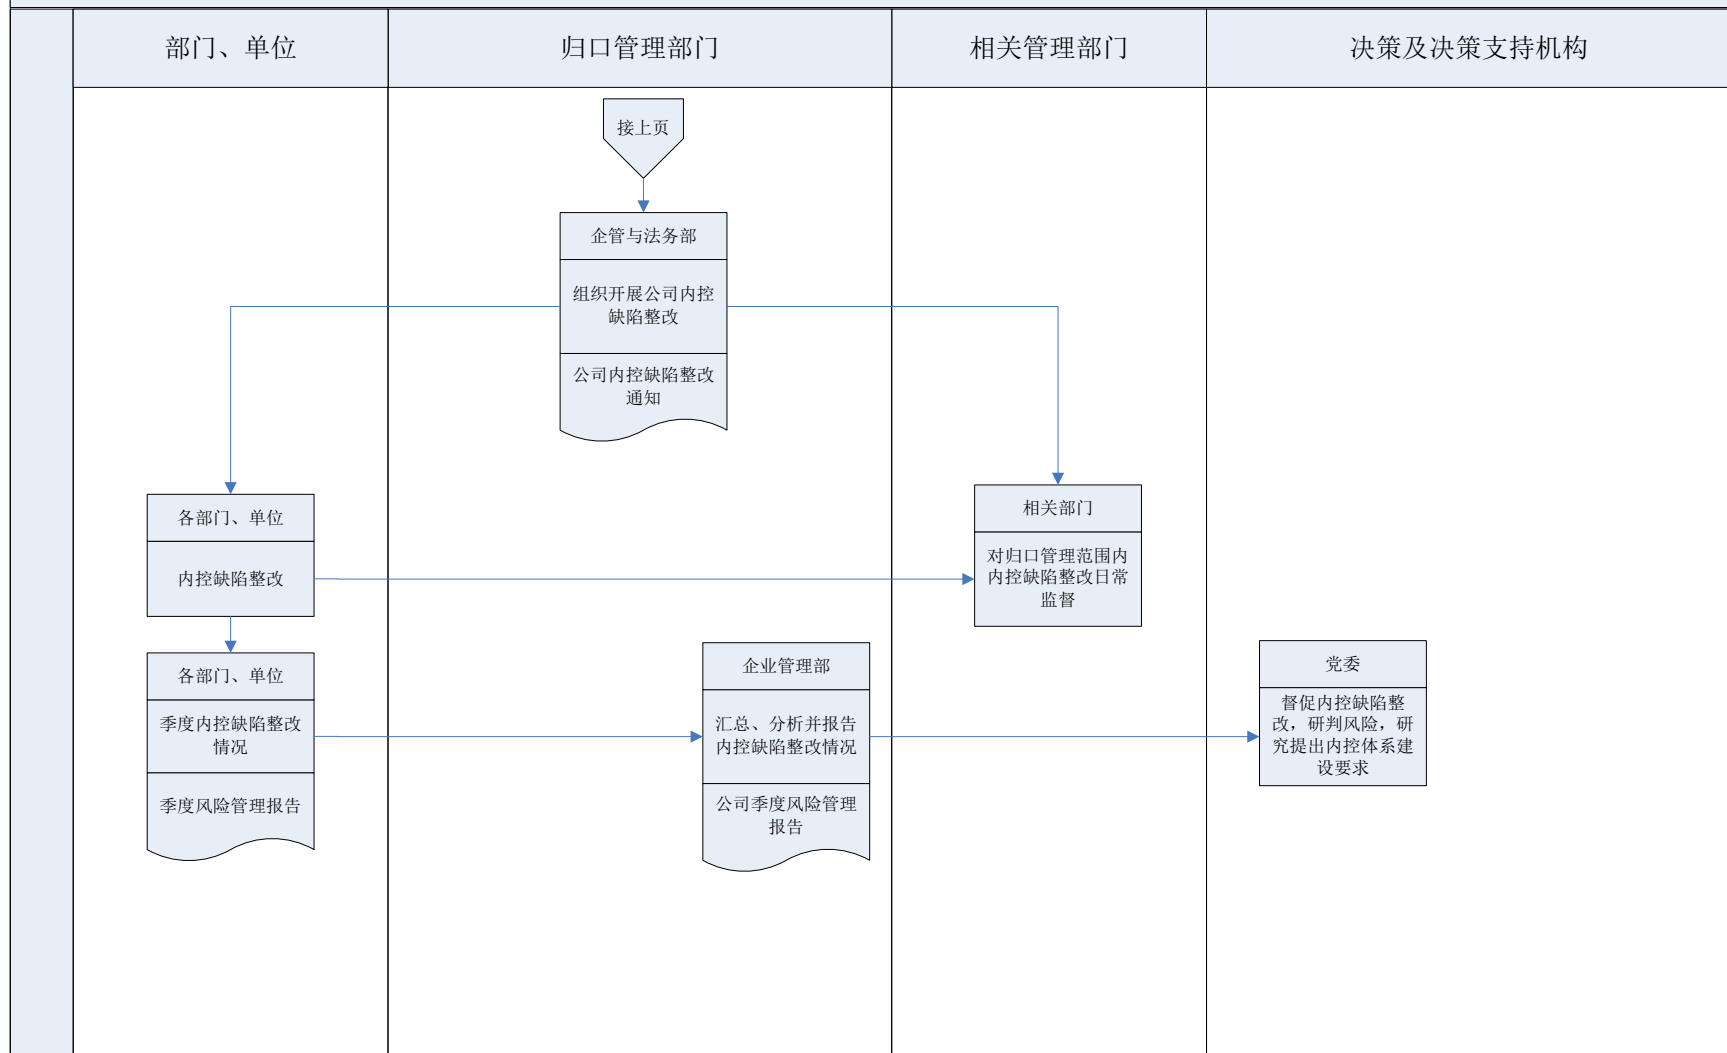 部门、单位
归口管理部门
相关管理部门
决策及决策支持机构
接上页
企管与法务部
组织开展公司内控
缺陷整改
公司内控缺陷整改
通知
各部门、单位
内控缺陷整改
相关部门
对归口管理范围内
内控缺陷整改日常
监督
各部门、单位
季度内控缺陷整改
情况
季度风险管理报告
企业管理部
汇总、分析并报告
内控缺陷整改情况
公司季度风险管理
报告
党委
督促内控缺陷整
改，研判风险，研
究提出内控体系建
设要求